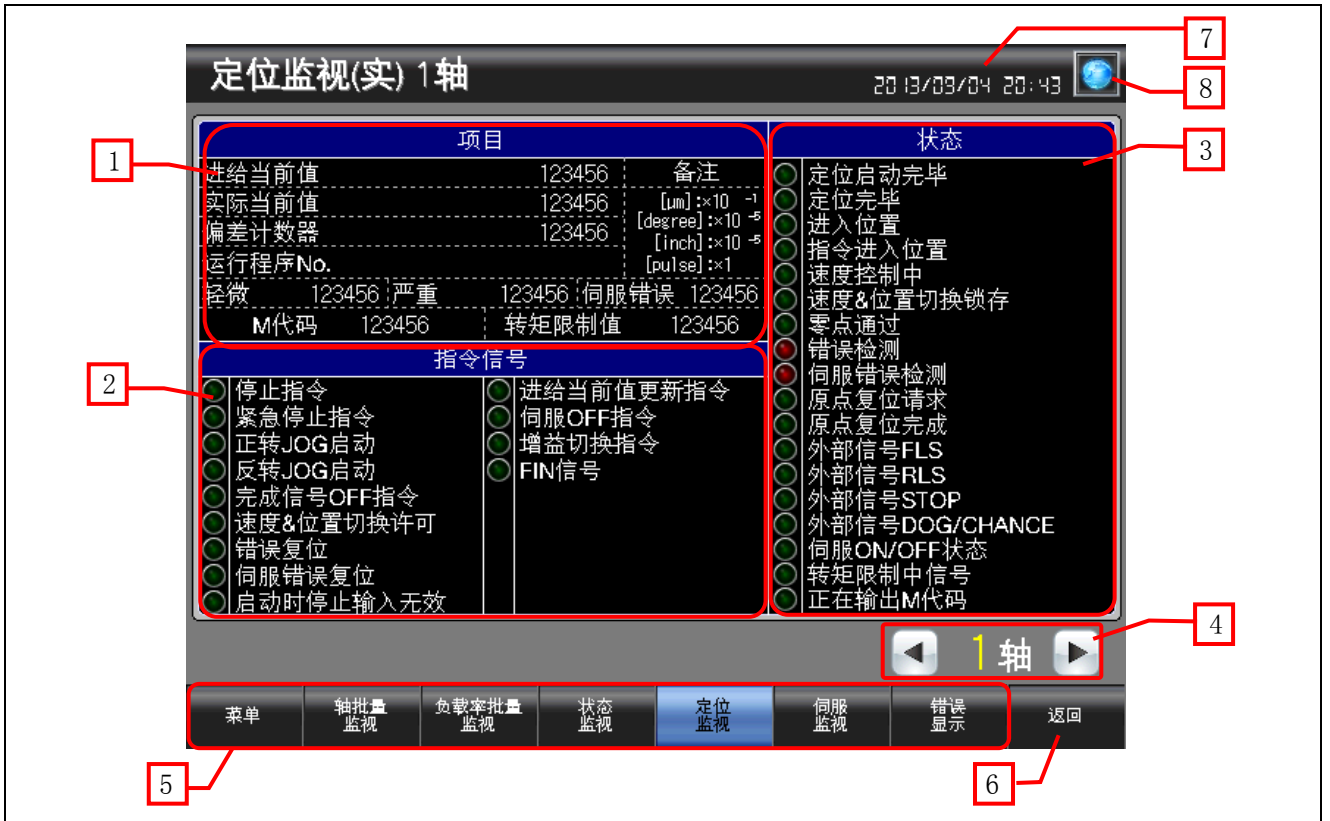 7
定位监视(实) 1轴
2013/09/04 20:43
8
项目
状态
1
3
进给当前值 123456 备注
实际当前值 123456 [μm]:×10 -1
偏差计数器 123456 [degree]:×10 -5
[inch]:×10 -5
运行程序No. [pulse]:×1
轻微 123456 严重 123456 伺服错误 123456
M代码 123456 转矩限制值 123456
定位启动完毕
定位完毕
进入位置
指令进入位置
速度控制中
速度&位置切换锁存
零点通过
错误检测
伺服错误检测
原点复位请求
原点复位完成
外部信号FLS
外部信号RLS
外部信号STOP
外部信号DOG/CHANCE
伺服ON/OFF状态
转矩限制中信号
正在输出M代码
指令信号
2
停止指令
紧急停止指令
正转JOG启动
反转JOG启动
完成信号OFF指令
速度&位置切换许可
错误复位
伺服错误复位
启动时停止输入无效
进给当前值更新指令
伺服OFF指令
增益切换指令
FIN信号
1 轴
4
菜单
轴批量
监视
负载率批量
监视
状态
监视
定位
监视
伺服
监视
错误
显示
返回
5
6